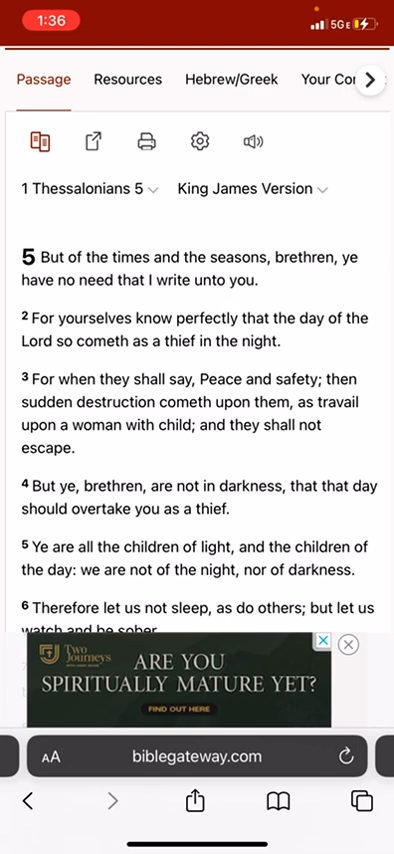 1:36
5GE
Passage Resources Hebrew/Greek Your Con
1 Thessalonians 5 King James Version
5 But of the times and the seasons, brethren, ye
have no need that I write unto you.
2 For yourselves know perfectly that the day of the
Lord so cometh as a thief in the night.
3 For when they shall say, Peace and safety; then
sudden destruction cometh upon them, as travail
upon a woman with child; and they shall not
escape.
4 But ye, brethren, are not in darkness, that that day
should overtake you as a thief.
5 Ye are all the children of light, and the children of
the day: we are not of the night, nor of darkness.
6 Therefore let us not sleep, as do others; but let us
watch and be sober.
Two
Journeys
ARE YOU
SPIRITUALLY MATURE YET?
FIND OUT HERE
AA biblegateway.com